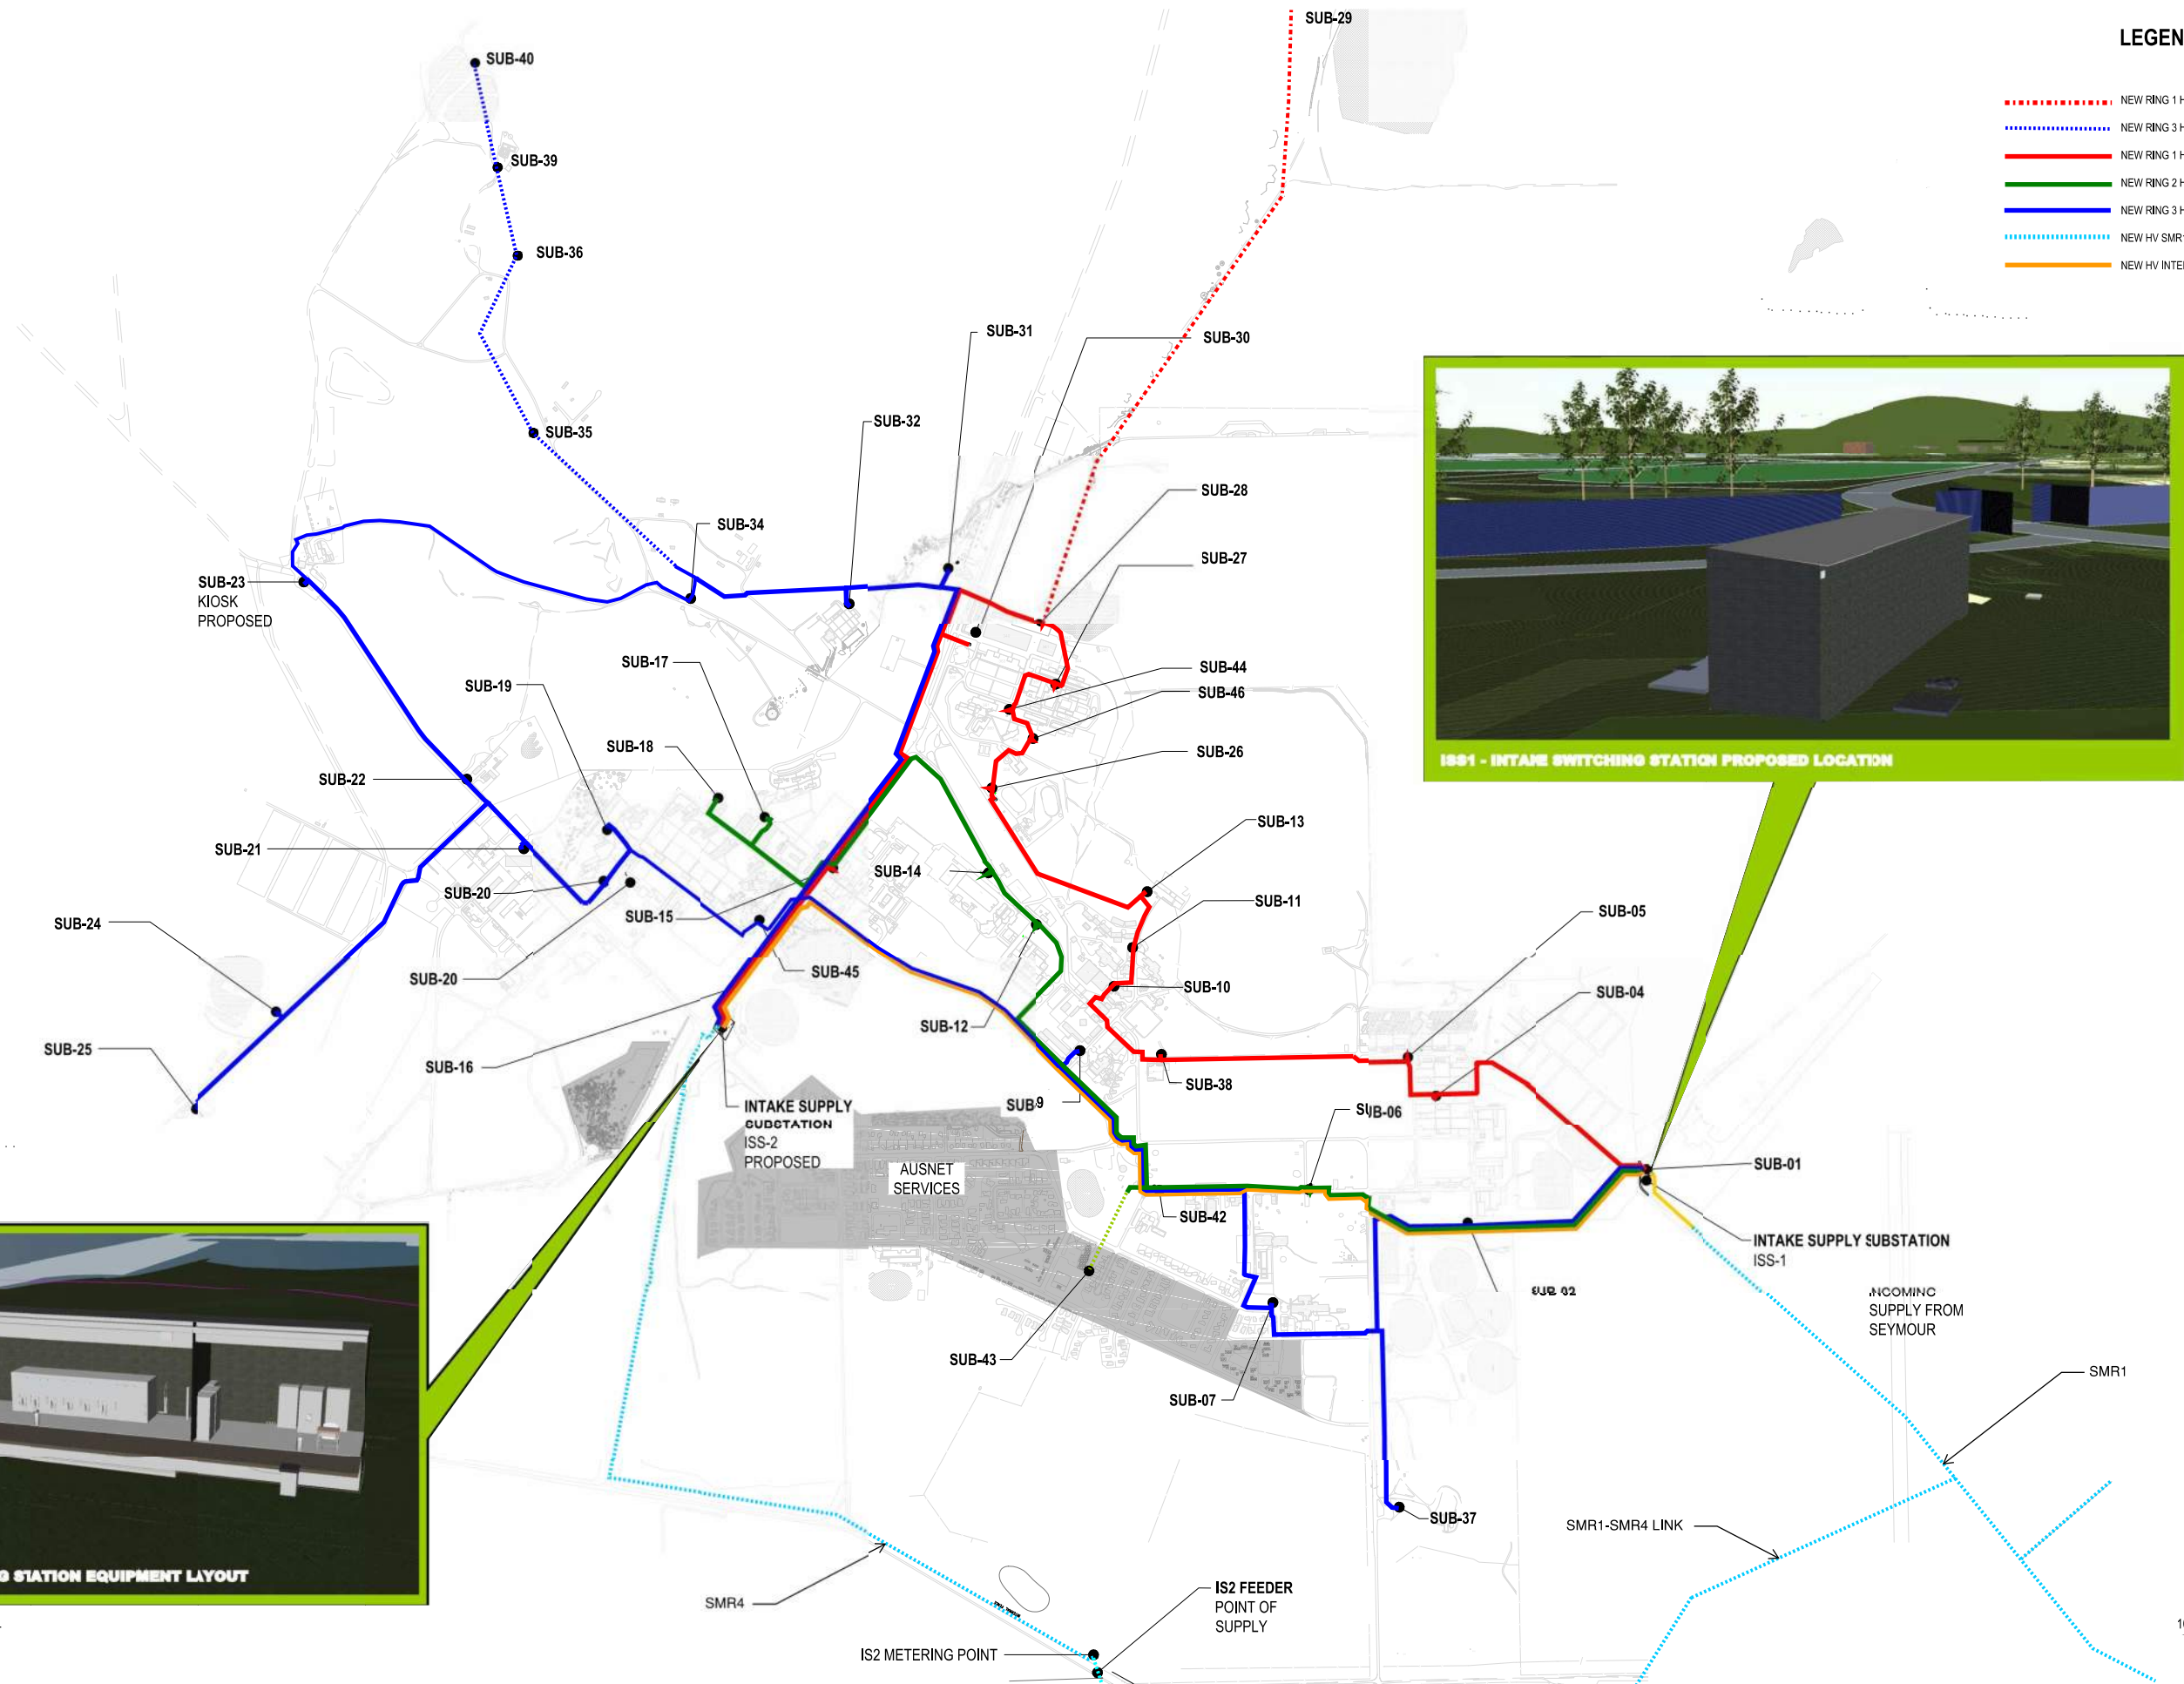 SUB-29
LEGEN
SUB-40
NEW RING 1 H
NEW RING 3 H
SUB-39
NEW RING 1 H
NEW RING 2 H
NEW RING 3 H
NEW HV SMR1
SUB-36
NEW HV INTE
SUB-31
SUB-30
SUB-32
SUB-35
SUB-28
SUB-34
SUB-27
SUB-23
KIOSK
PROPOSED
SUB-17
SUB-44
SUB-19
SUB-46
SUB-18
SUB-26
ISS1 - INTAKE SWITCHING STATION PROPOSED LOCATION
SUB-22
SUB-13
SUB-21
SUB-14
SUB-20
SUB-11
SUB-05
SUB-15
SUB-24
SUB-45
SUB-20
SUB-10
SUB-04
SUB-12
SUB-25
SUB-16
SUB-38
INTAKE SUPPLY
SUBSTATION
ISS-2
PROPOSED
SUB-9
SUB-06
AUSNET
SERVICES
SUB-01
SUB-42
INTAKE SUPPLY SUBSTATION
ISS-1
SUB-02
INCOMING
SUPPLY FROM
SEYMOUR
SUB-43
SMR1
SUB-07
SUB-37
SMR1-SMR4 LINK
G STATION EQUIPMENT LAYOUT
SMR4
IS2 FEEDER
POINT OF
SUPPLY
IS2 METERING POINT